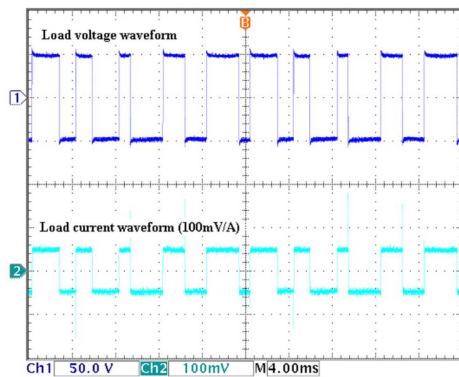 B
Load voltage waveform
1
Load current waveform (100mV/A)
2
Ch1 50.0 V Ch2 100mV M 4.00ms